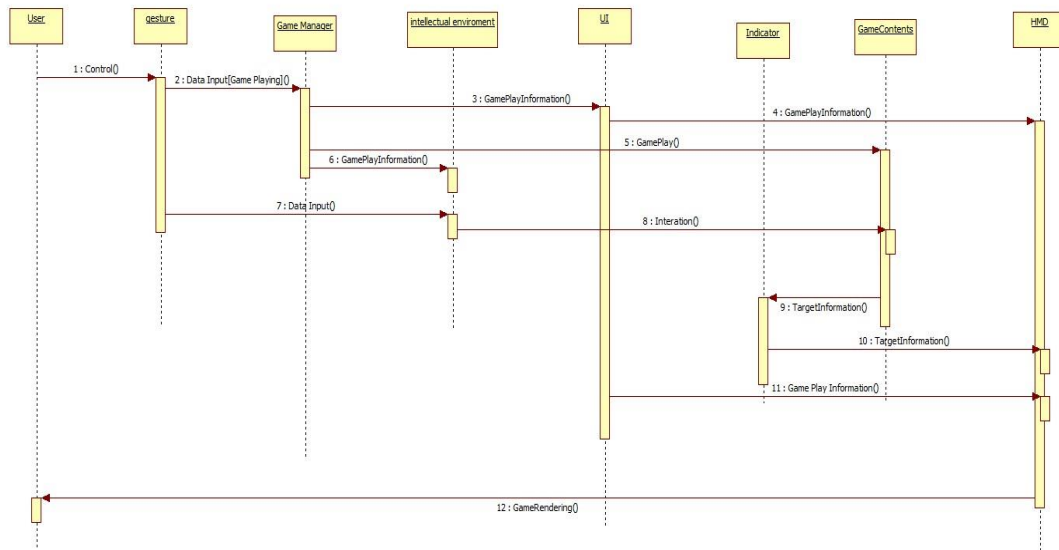 User
gesture
Game Manager
intellectual enviroment
UI
Indicator
GameContents
HMD
1 : Control()
2 : Data Input[Game Playing]()
3 : GamePlayInformation()
4 : GamePlayInformation()
5 : GamePlay()
6 : GamePlayInformation()
7 : Data Input()
8 : Interation()
9 : TargetInformation()
10 : TargetInformation()
11 : Game Play Information()
12 : GameRendering()